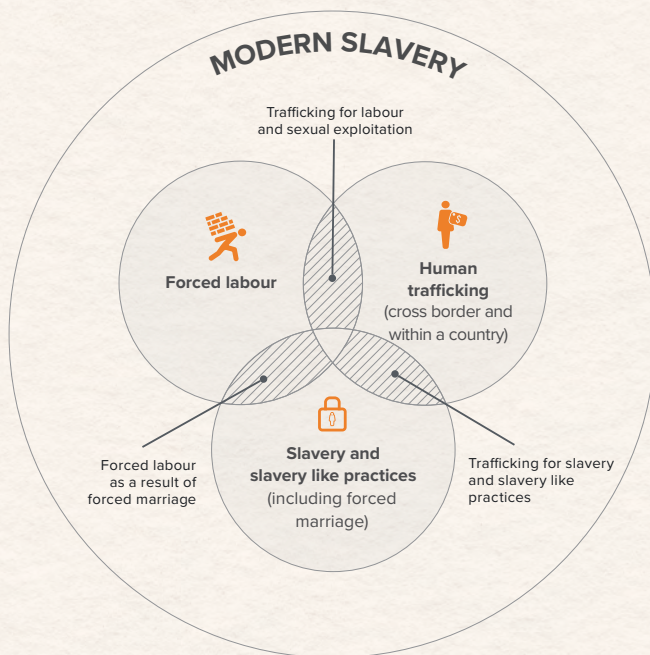 MODERN SLAVERY
Trafficking for labour
and sexual exploitation
Forced labour
$
Human
trafficking
(cross border and
within a country)
Slavery and
slavery like practices
(including forced
marriage)
Forced labour
as a result of
forced marriage
Trafficking for slavery
and slavery like
practices